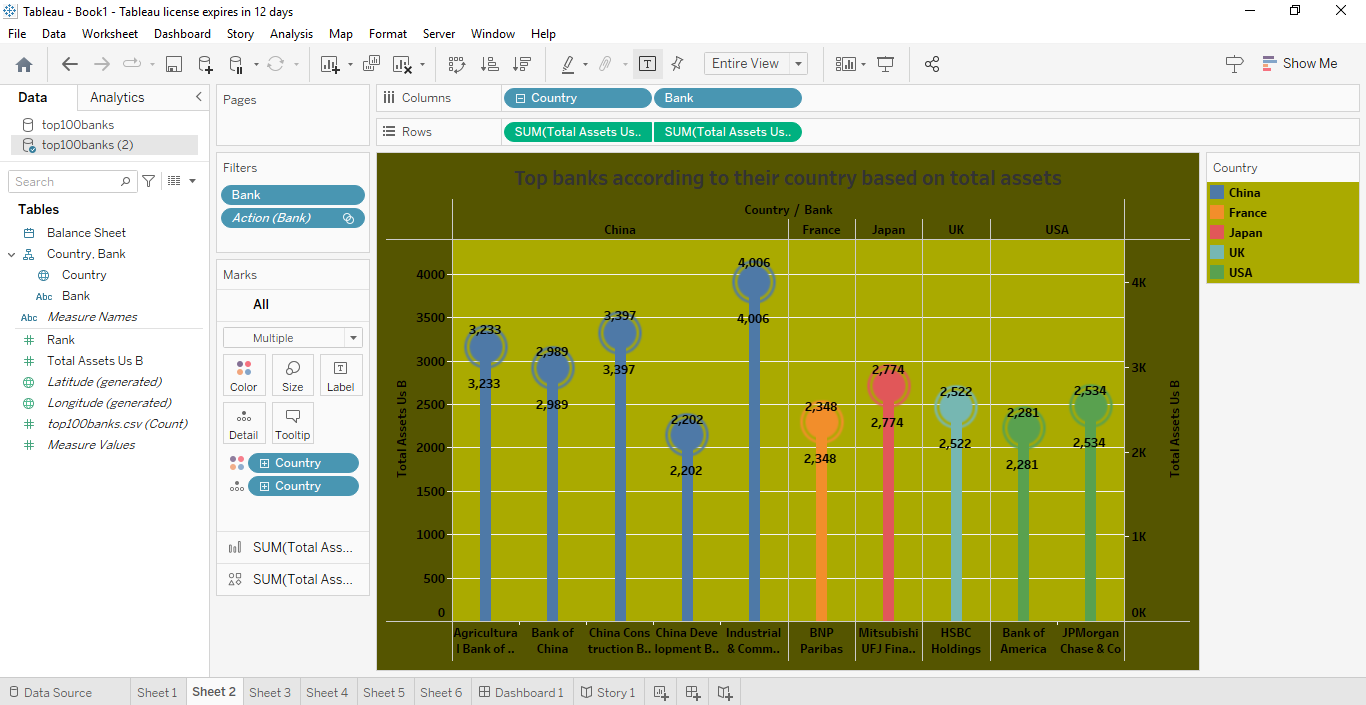 Tableau - Book1 - Tableau license expires in 12 days
File Data Worksheet Dashboard Story Analysis Map Format Server Window Help
Entire View
Show Me
Data Analytics
top100banks
top100banks (2)
Search
Tables
Balance Sheet
Country, Bank
Country
Abc Bank
Abc Measure Names
Rank
Total Assets Us B
Latitude (generated)
Longitude (generated)
top100banks.csv (Count)
Measure Values
Pages
Filters
Bank
Action (Bank)
Marks
All
Multiple
Color Size Label
Detail Tooltip
Country
Country
SUM(Total Ass...
SUM(Total Ass...
Columns Country Bank
Rows SUM(Total Assets Us.. SUM(Total Assets Us..
Top banks according to their country based on total assets
Country / Bank
China France Japan UK USA
Total Assets Us B
4000
3500
3000
2500
2000
1500
1000
500
0
3,233
3,233
2,989
2,989
3,397
3,397
2,202
2,202
4,006
4,006
2,348
2,348
2,774
2,774
2,522
2,522
2,281
2,281
2,534
2,534
4K
3K
2K
1K
0K
Total Assets Us B
Agricultura
l Bank of ..
Bank of
China
China Cons
truction B..
China Deve
lopment B..
Industrial
& Comm..
BNP
Paribas
Mitsubishi
UFJ Fina..
HSBC
Holdings
Bank of
America
JPMorgan
Chase & Co
Country
China
France
Japan
UK
USA
Data Source Sheet 1 Sheet 2 Sheet 3 Sheet 4 Sheet 5 Sheet 6 Dashboard 1 Story 1